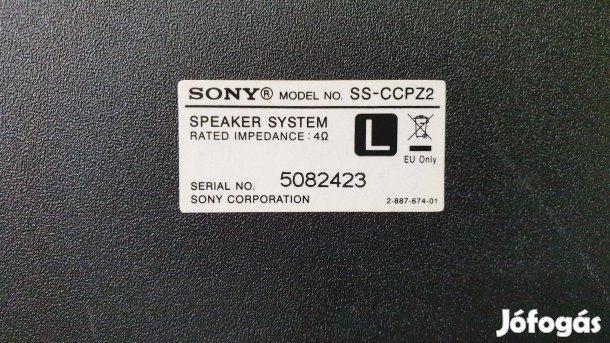 SONY® MODEL NO. SS-CCPZ2
SPEAKER SYSTEM
RATED IMPEDANCE : 4Ω
L
EU Only
SERIAL NO. 5082423
SONY CORPORATION 2-887-674-01
Jófogás